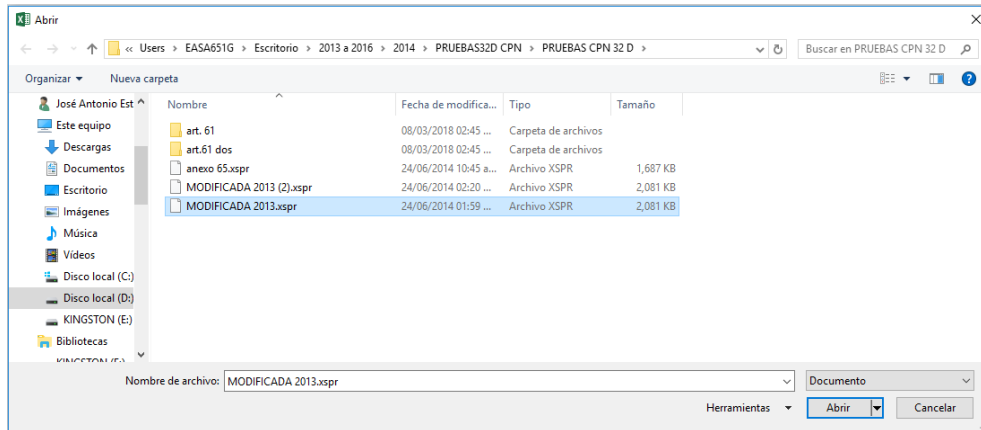 Abrir
« Users > EASA651G > Escritorio > 2013 a 2016 > 2014 > PRUEBAS32D CPN > PRUEBAS CPN 32 D >
Buscar en PRUEBAS CPN 32 D
Organizar Nueva carpeta
José Antonio Est
Este equipo
Descargas
Documentos
Escritorio
Imágenes
Música
Vídeos
Disco local (C:)
Disco local (D:)
KINGSTON (E:)
Bibliotecas
KINGSTON (E:)
Nombre Fecha de modifica... Tipo Tamaño
art. 61 08/03/2018 02:45 ... Carpeta de archivos
art.61 dos 08/03/2018 02:45 ... Carpeta de archivos
anexo 65.xspr 24/06/2014 10:45 a... Archivo XSPR 1,687 KB
MODIFICADA 2013 (2).xspr 24/06/2014 02:20 ... Archivo XSPR 2,081 KB
MODIFICADA 2013.xspr 24/06/2014 01:59 ... Archivo XSPR 2,081 KB
Nombre de archivo: MODIFICADA 2013.xspr Documento
Herramientas Abrir Cancelar